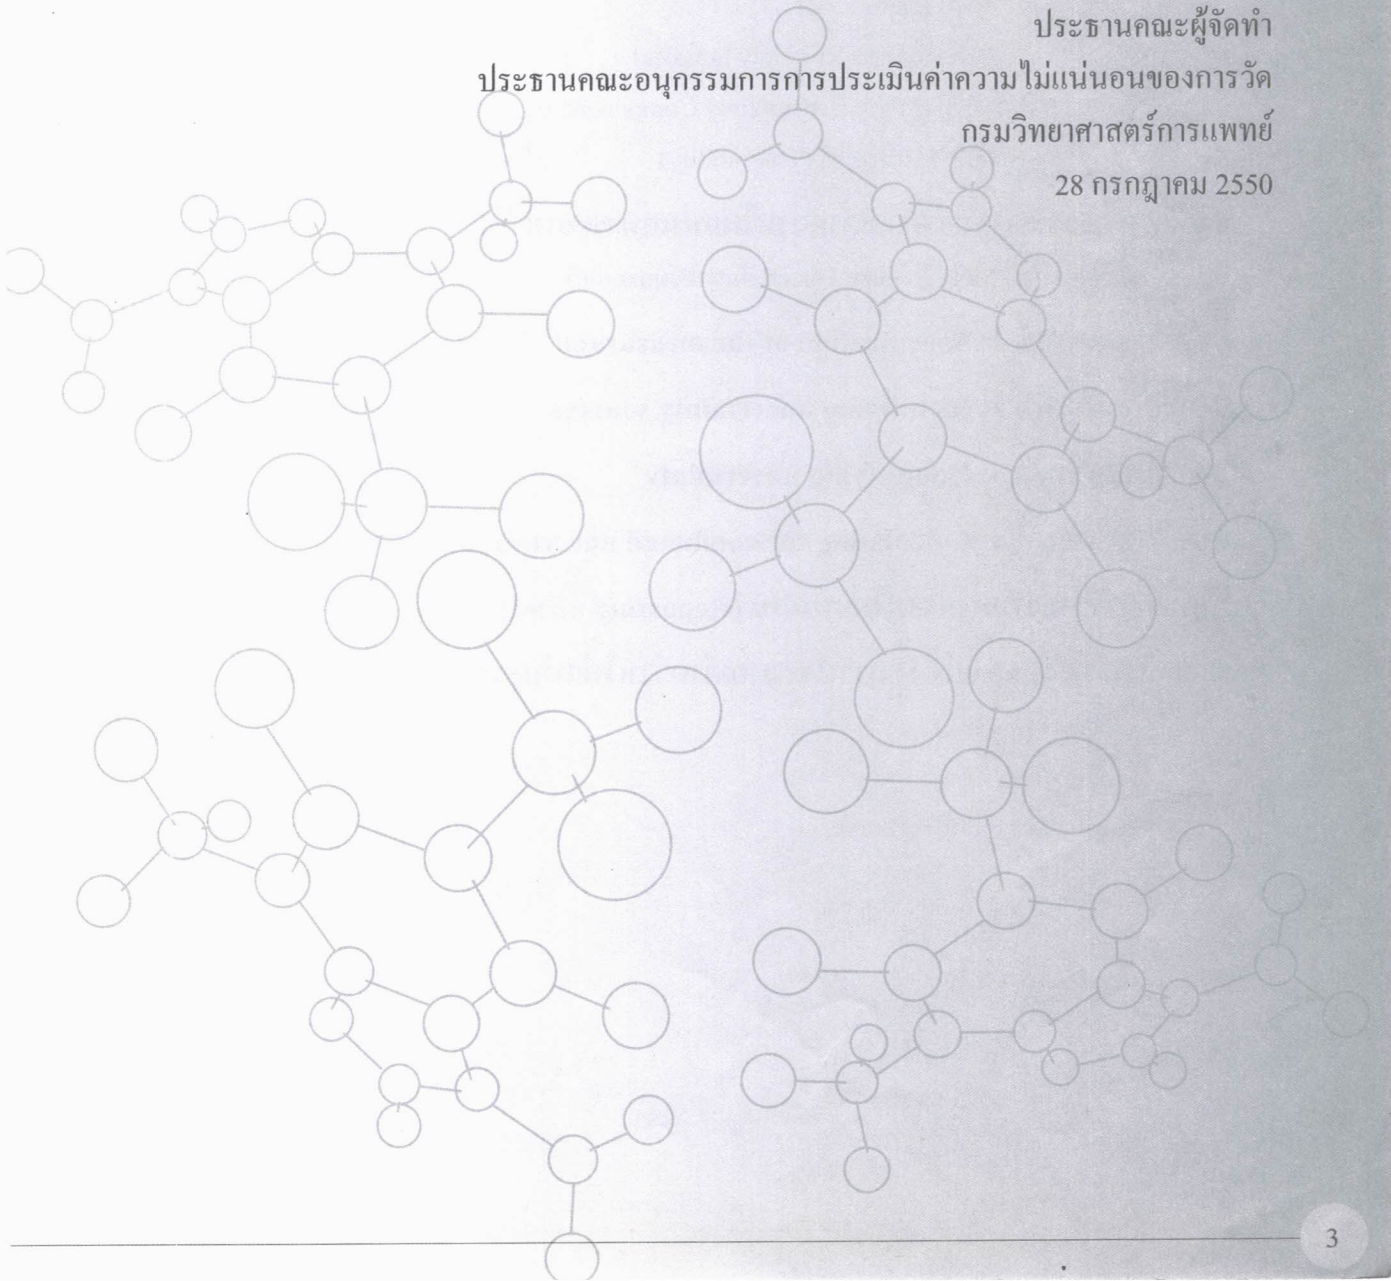 ประธานคณะผู้จัดทำ
ประธานคณะอนุกรรมการการประเมินค่าความไม่แน่นอนของการวัด
กรมวิทยาศาสตร์การแพทย์
28 กรกฎาคม 2550
3